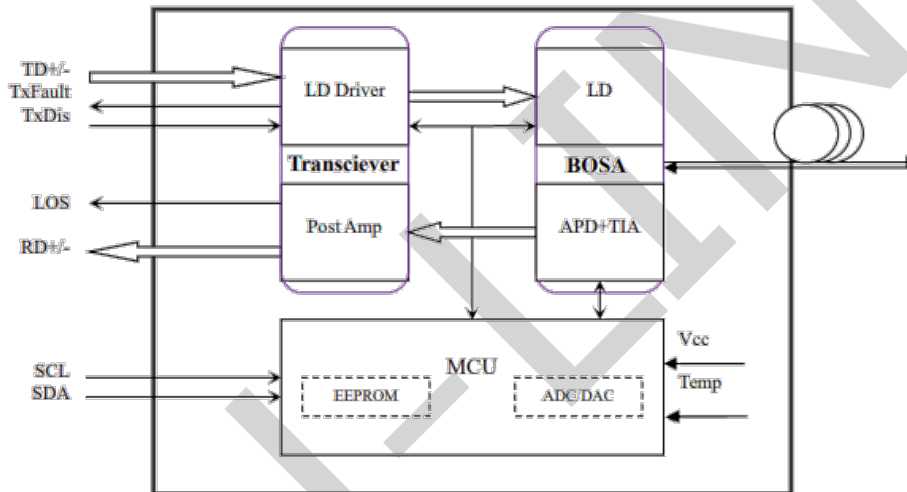 TD+/-
TxFault
TxDis
LD Driver
LD
Transciever
BOSA
LOS
Post Amp
APD+TIA
RD+/-
Vcc
MCU
SCL
Temp
SDA
EEPROM
ADC/DAC